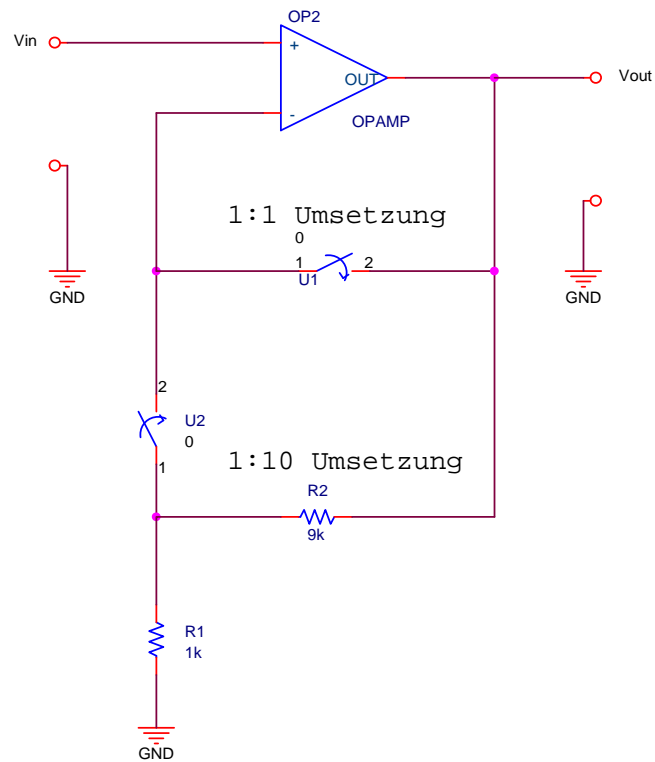 OP2
Vin
+
OUT
Vout
-
OPAMP
1:1 Umsetzung
0
1
2
U1
GND
GND
2
U2
0
1
1:10 Umsetzung
R2
9k
R1
1k
GND